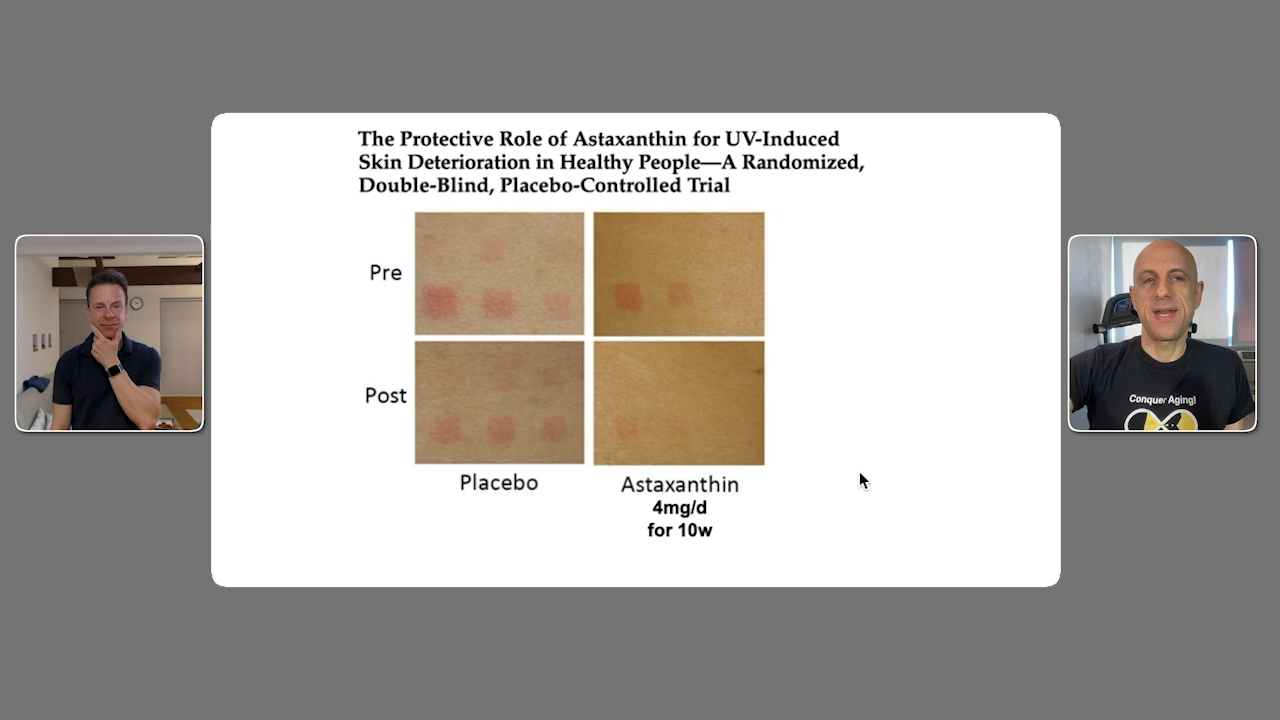 The Protective Role of Astaxanthin for UV-Induced
Skin Deterioration in Healthy People—A Randomized,
Double-Blind, Placebo-Controlled Trial
Pre
Post
Placebo
Astaxanthin
4mg/d
for 10w
Conquer Aging!